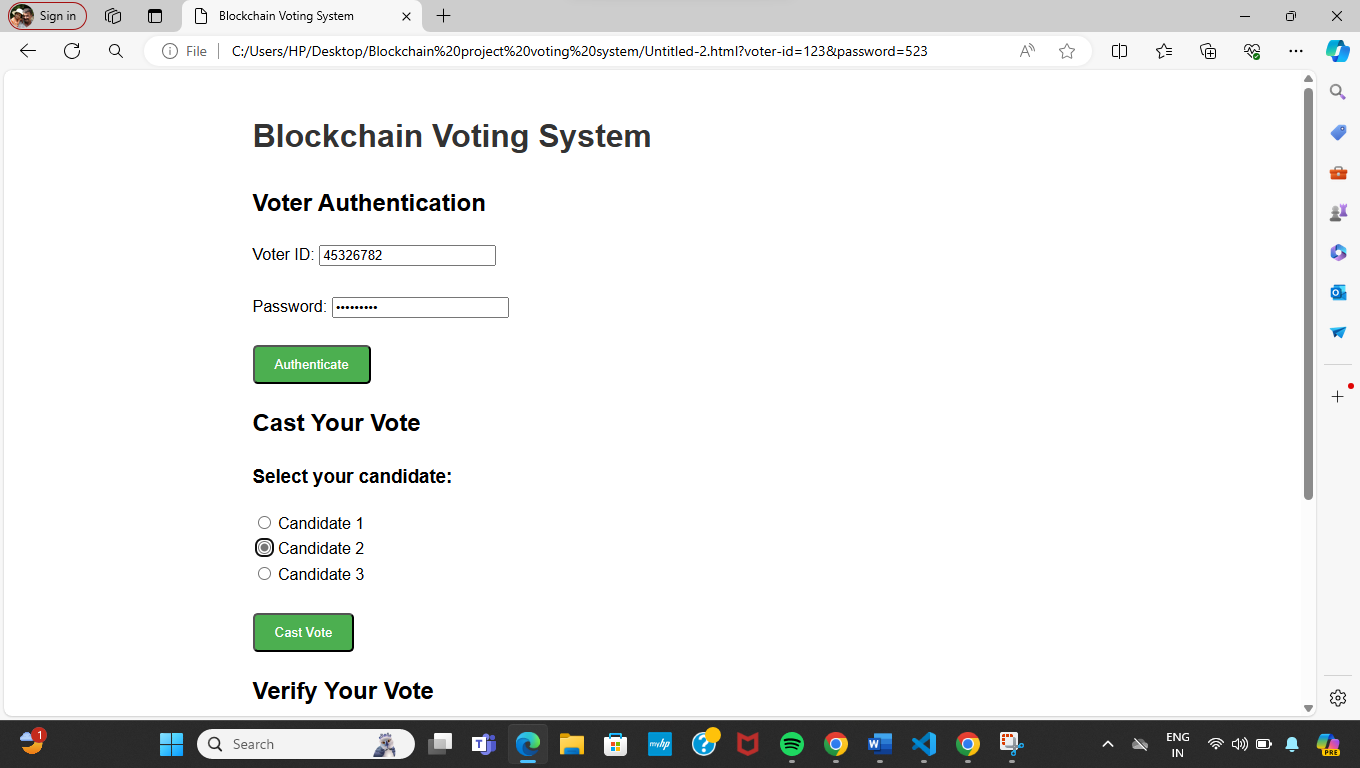 Sign in
Blockchain Voting System
File
C:/Users/HP/Desktop/Blockchain%20project%20voting%20system/Untitled-2.html?voter-id=123&password=523
Blockchain Voting System
Voter Authentication
Voter ID: 45326782
Password: •••••••••
Authenticate
Cast Your Vote
Select your candidate:
Candidate 1
Candidate 2
Candidate 3
Cast Vote
Verify Your Vote
1
Search
myhp
ENG
IN
PRE